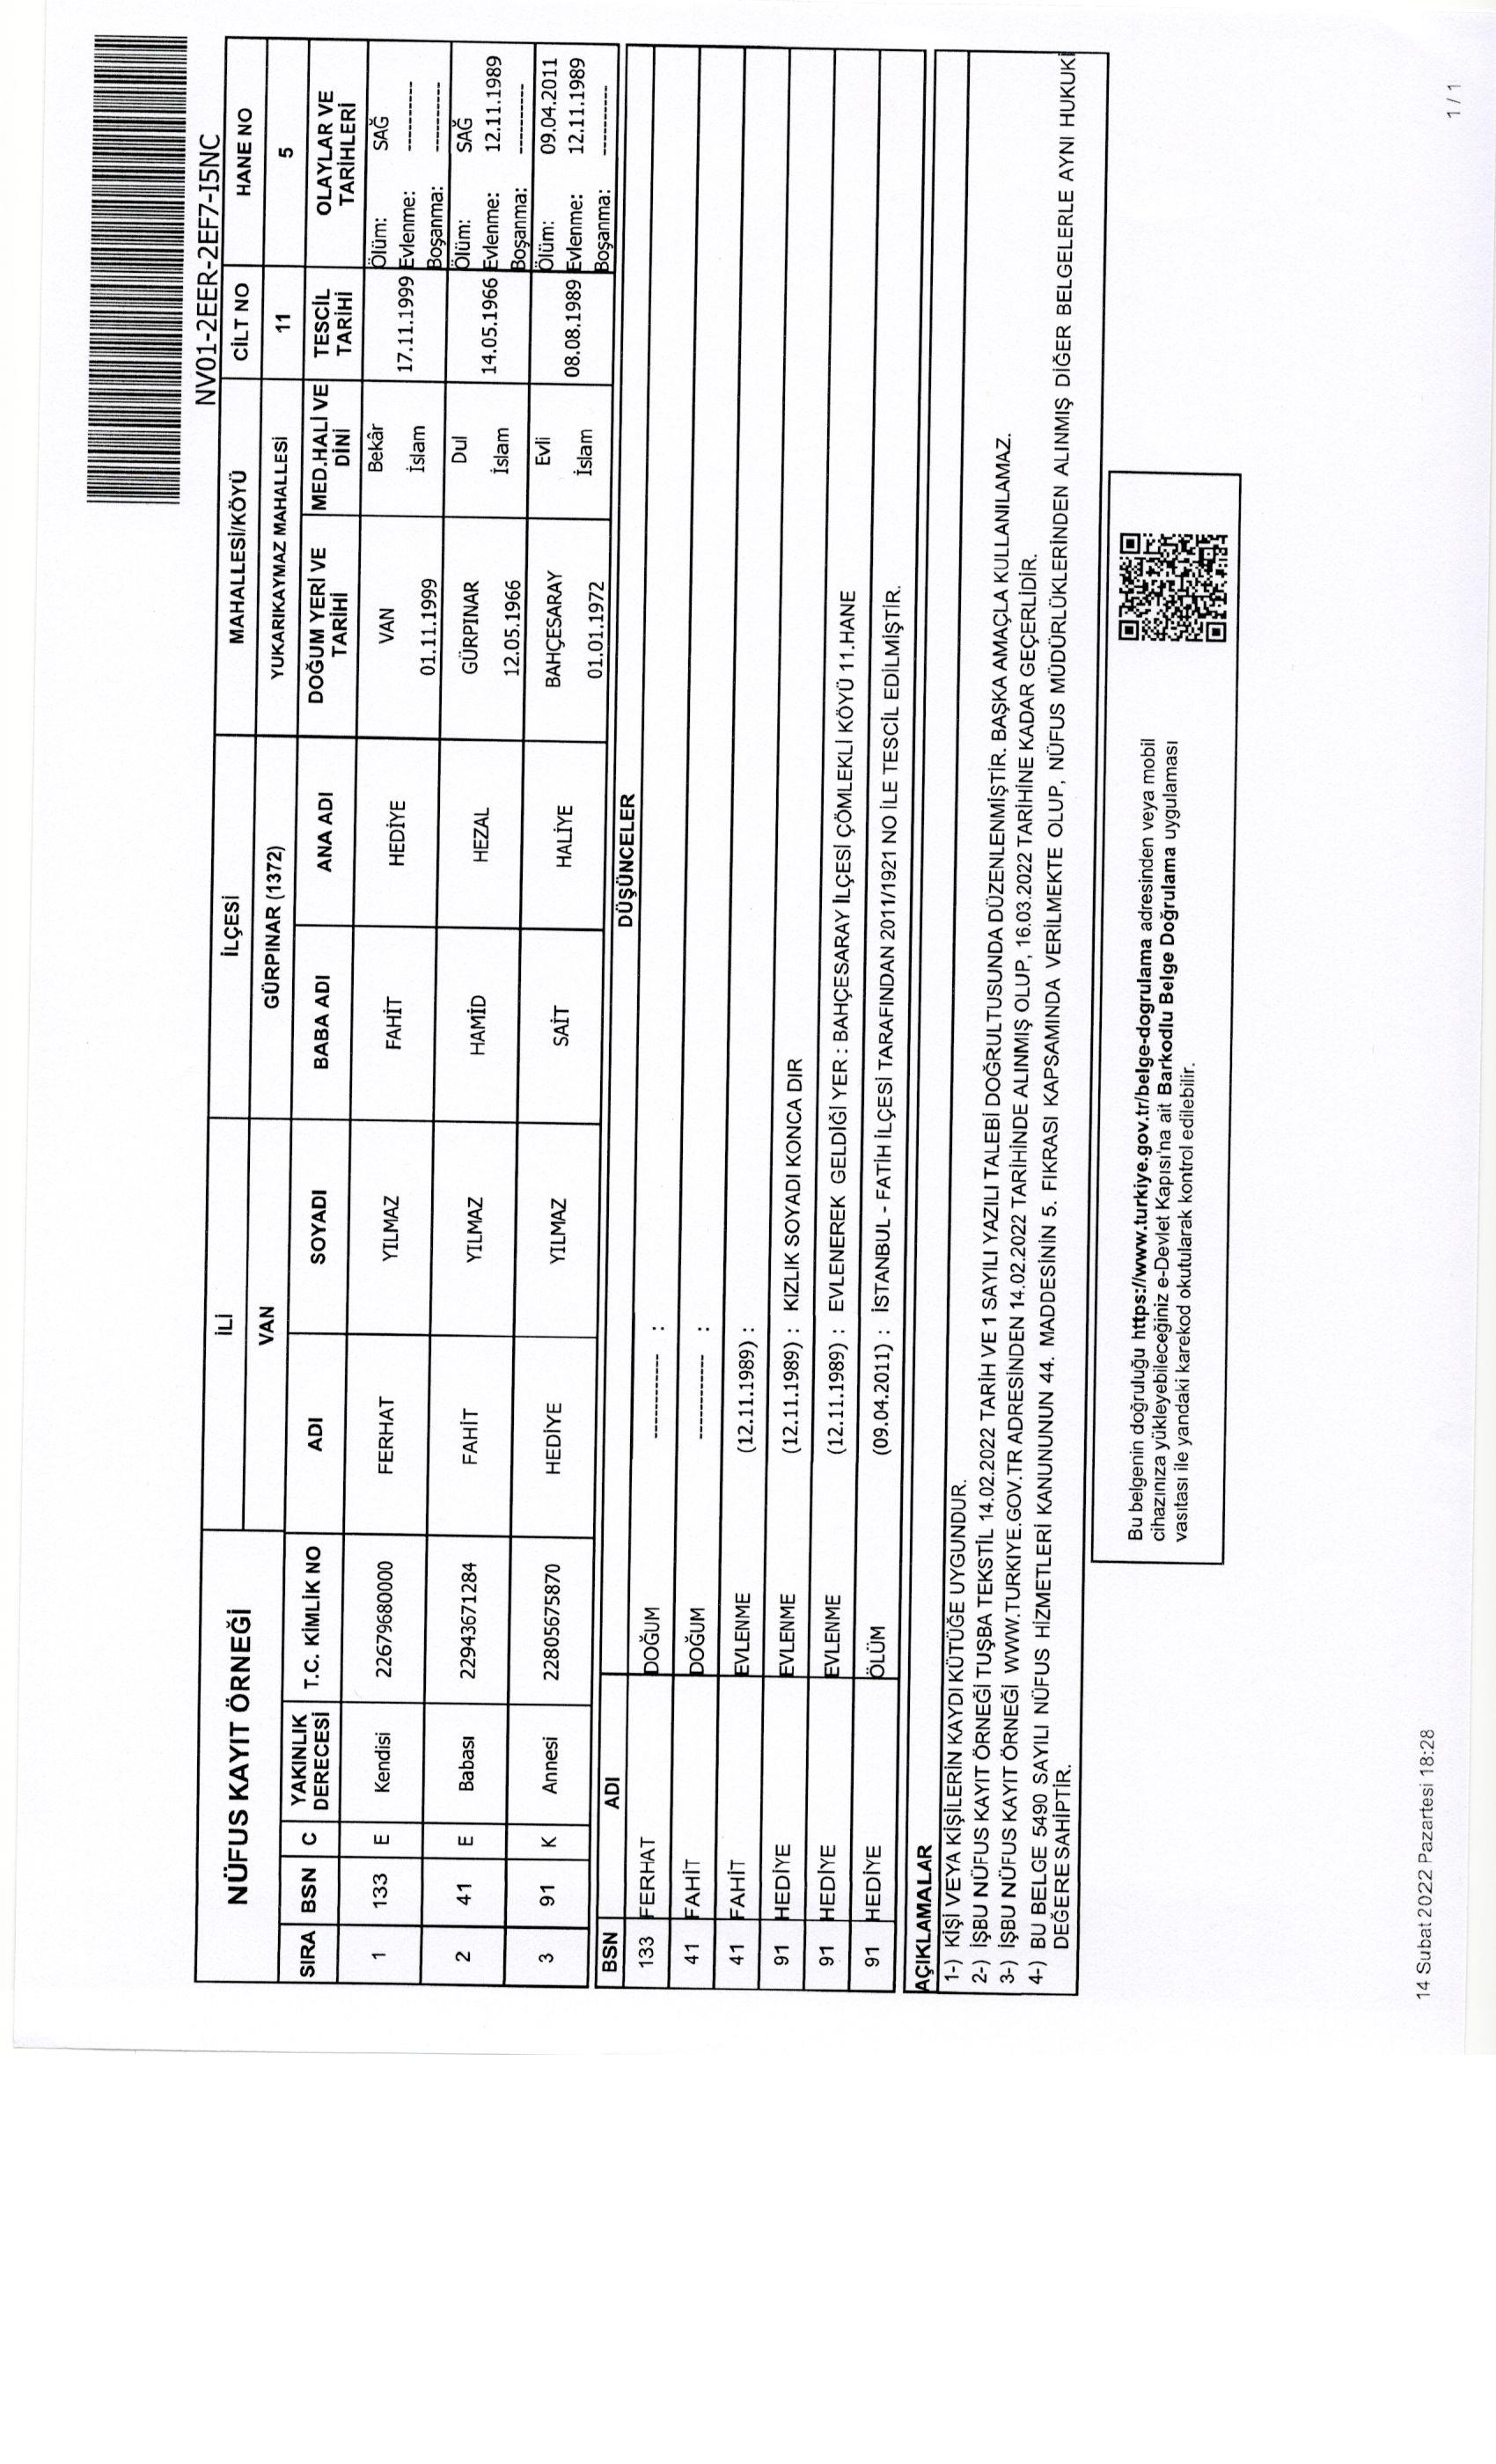 NV01-2EER-2EF7-I5NC
NÜFUS KAYIT ÖRNEĞİ İLİ İLÇESİ MAHALLESİ/KÖYÜ CİLT NO HANE NO
VAN GÜRPINAR (1372) YUKARIKAYMAZ MAHALLESİ 11 5
SIRA BSN C YAKINLIK DERECESİ T.C. KİMLİK NO ADI SOYADI BABA ADI ANA ADI DOĞUM YERİ VE TARİHİ MED.HALİ VE DİNİ TESCİL TARİHİ OLAYLAR VE TARİHLERİ
1 133 E Kendisi 22679680000 FERHAT YILMAZ FAHİT HEDİYE VAN Bekâr 17.11.1999 Ölüm: SAĞ
01.11.1999 İslam Evlenme: ----------
Boşanma: ----------
2 41 E Babası 22943671284 FAHİT YILMAZ HAMİD HEZAL GÜRPINAR Dul 14.05.1966 Ölüm: SAĞ
12.05.1966 İslam Evlenme: 12.11.1989
Boşanma: ----------
3 91 K Annesi 22805675870 HEDİYE YILMAZ SAİT HALİYE BAHÇESARAY Evli 08.08.1989 Ölüm: 09.04.2011
01.01.1972 İslam Evlenme: 12.11.1989
Boşanma: ----------
BSN ADI DÜŞÜNCELER
133 FERHAT DOĞUM ------------ :
41 FAHİT DOĞUM ------------ :
41 FAHİT EVLENME (12.11.1989) :
91 HEDİYE EVLENME (12.11.1989) : KIZLIK SOYADI KONCA DIR
91 HEDİYE EVLENME (12.11.1989) : EVLENEREK GELDİĞİ YER : BAHÇESARAY İLÇESİ ÇÖMLEKLİ KÖYÜ 11.HANE
91 HEDİYE ÖLÜM (09.04.2011) : İSTANBUL - FATİH İLÇESİ TARAFINDAN 2011/1921 NO İLE TESCİL EDİLMİŞTİR.
AÇIKLAMALAR
1-) KİŞİ VEYA KİŞİLERİN KAYDI KÜTÜĞE UYGUNDUR.
2-) İŞBU NÜFUS KAYIT ÖRNEĞİ TUŞBA TEKSTİL 14.02.2022 TARİH VE 1 SAYILI YAZILI TALEBİ DOĞRULTUSUNDA DÜZENLENMİŞTİR. BAŞKA AMAÇLA KULLANILAMAZ.
3-) İŞBU NÜFUS KAYIT ÖRNEĞİ WWW.TURKIYE.GOV.TR ADRESİNDEN 14.02.2022 TARİHİNDE ALINMIŞ OLUP, 16.03.2022 TARİHİNE KADAR GEÇERLİDİR.
4-) BU BELGE 5490 SAYILI NÜFUS HİZMETLERİ KANUNUNUN 44. MADDESİNİN 5. FIKRASI KAPSAMINDA VERİLMEKTE OLUP, NÜFUS MÜDÜRLÜKLERİNDEN ALINMIŞ DİĞER BELGELERLE AYNI HUKUKİ
DEĞERE SAHİPTİR.
Bu belgenin doğruluğu https://www.turkiye.gov.tr/belge-dogrulama adresinden veya mobil
cihazınıza yükleyebileceğiniz e-Devlet Kapısı'na ait Barkodlu Belge Doğrulama uygulaması
vasıtası ile yandaki karekod okutularak kontrol edilebilir.
14 Subat 2022 Pazartesi 18:28
1 / 1